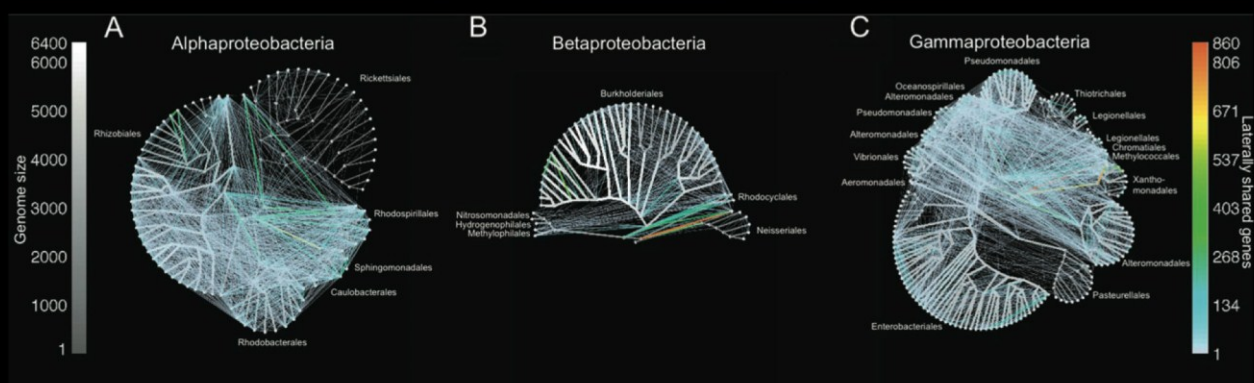 A
Alphaproteobacteria
Rickettsiales
Rhizobiales
Rhodospirillales
Sphingomonadales
Caulobacterales
Rhodobacterales
Genome size
6400
6000
5000
4000
3000
2000
1000
1
B
Betaproteobacteria
Burkholderiales
Rhodocyclales
Nitrosomonadales
Hydrogenophilales
Methylophilales
Neisseriales
C
Gammaproteobacteria
Pseudomonadales
Oceanospirillales
Alteromonadales
Pseudomonadales
Alteromonadales
Vibrionales
Aeromonadales
Enterobacteriales
Thiotrichales
Legionellales
Legionellales
Chromatiales
Methylococcales
Xantho-
monadales
Alteromonadales
Pasteurellales
860
806
671
537
403
268
134
1
Laterally shared genes